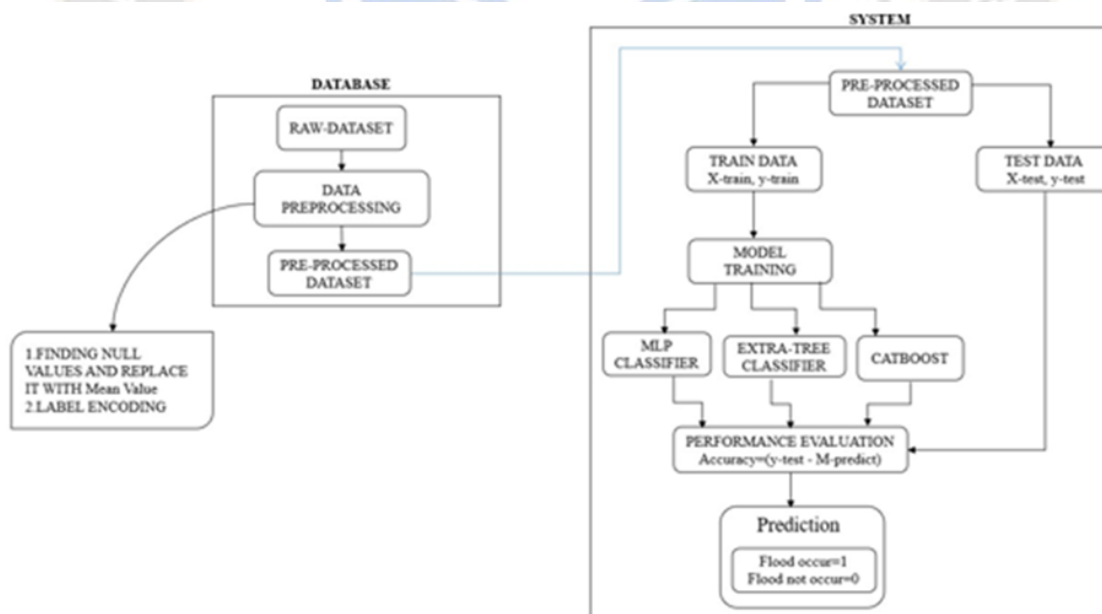 DATABASE
RAW-DATASET
DATA
PREPROCESSING
PRE-PROCESSED
DATASET
1.FINDING NULL
VALUES AND REPLACE
IT WITH Mean Value
2.LABEL ENCODING
SYSTEM
PRE-PROCESSED
DATASET
TRAIN DATA
X-train, y-train
TEST DATA
X-test, y-test
MODEL
TRAINING
MLP
CLASSIFIER
EXTRA-TREE
CLASSIFIER
CATBOOST
PERFORMANCE EVALUATION
Accuracy=(y-test - M-predict)
Prediction
Flood occur=1
Flood not occur=0